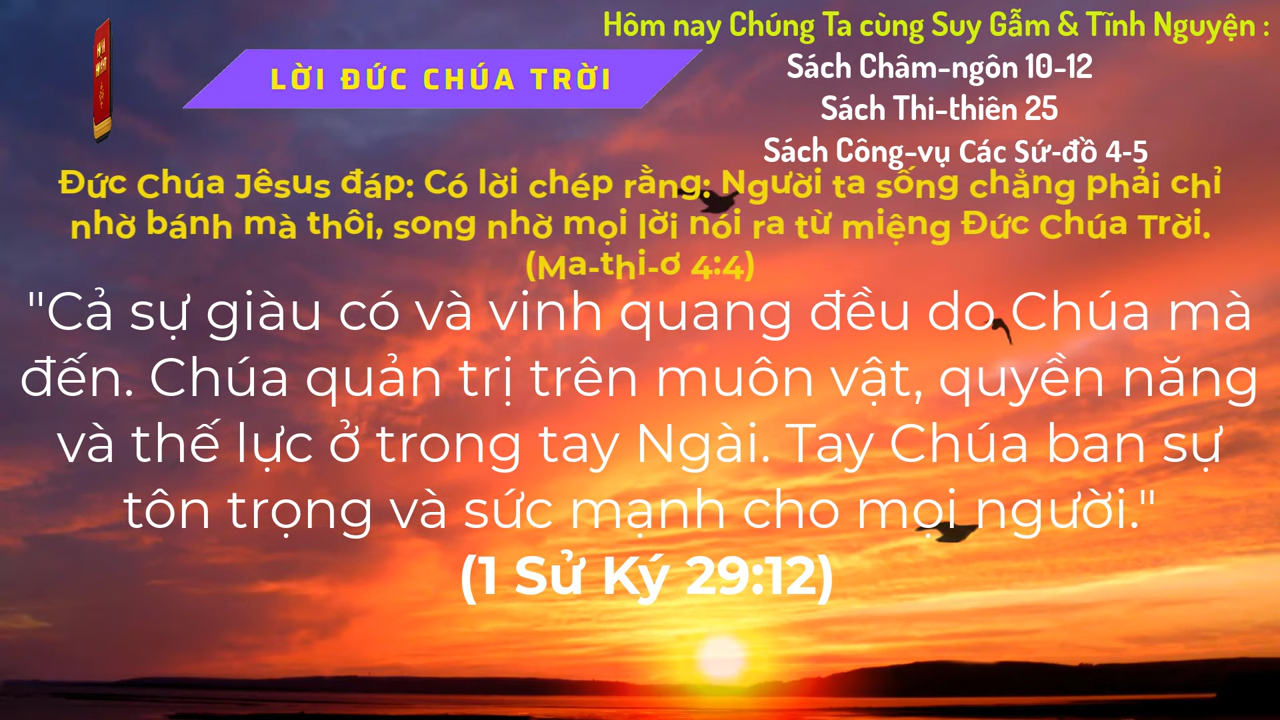 Hôm nay Chúng Ta cùng Suy Gẫm & Tĩnh Nguyện :
Sách Châm-ngôn 10-12
Sách Thi-thiên 25
Sách Công-vụ Các Sứ-đồ 4-5
LỜI ĐỨC CHÚA TRỜI
Đức Chúa Jêsus đáp: Có lời chép rằng: Người ta sống chẳng phải chỉ
nhờ bánh mà thôi, song nhờ mọi lời nói ra từ miệng Đức Chúa Trời.
(Ma-thi-ơ 4:4)
"Cả sự giàu có và vinh quang đều do Chúa mà
đến. Chúa quản trị trên muôn vật, quyền năng
và thế lực ở trong tay Ngài. Tay Chúa ban sự
tôn trọng và sức mạnh cho mọi người."
(1 Sử Ký 29:12)